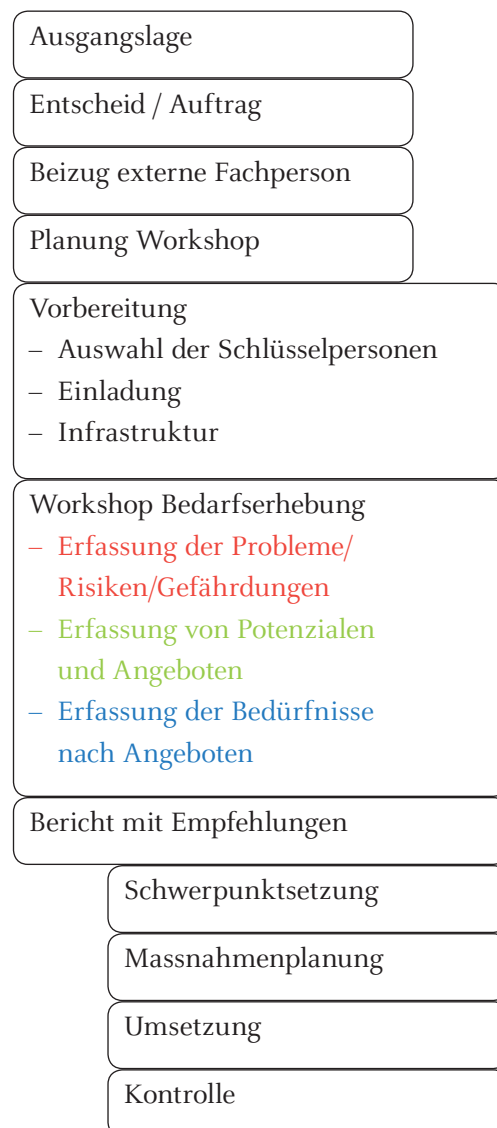 Ausgangslage
Entscheid / Auftrag
Beizug externe Fachperson
Planung Workshop
Vorbereitung
– Auswahl der Schlüsselpersonen
– Einladung
– Infrastruktur
Workshop Bedarfserhebung
– Erfassung der Probleme/
Risiken/Gefährdungen
– Erfassung von Potenzialen
und Angeboten
– Erfassung der Bedürfnisse
nach Angeboten
Bericht mit Empfehlungen
Schwerpunktsetzung
Massnahmenplanung
Umsetzung
Kontrolle